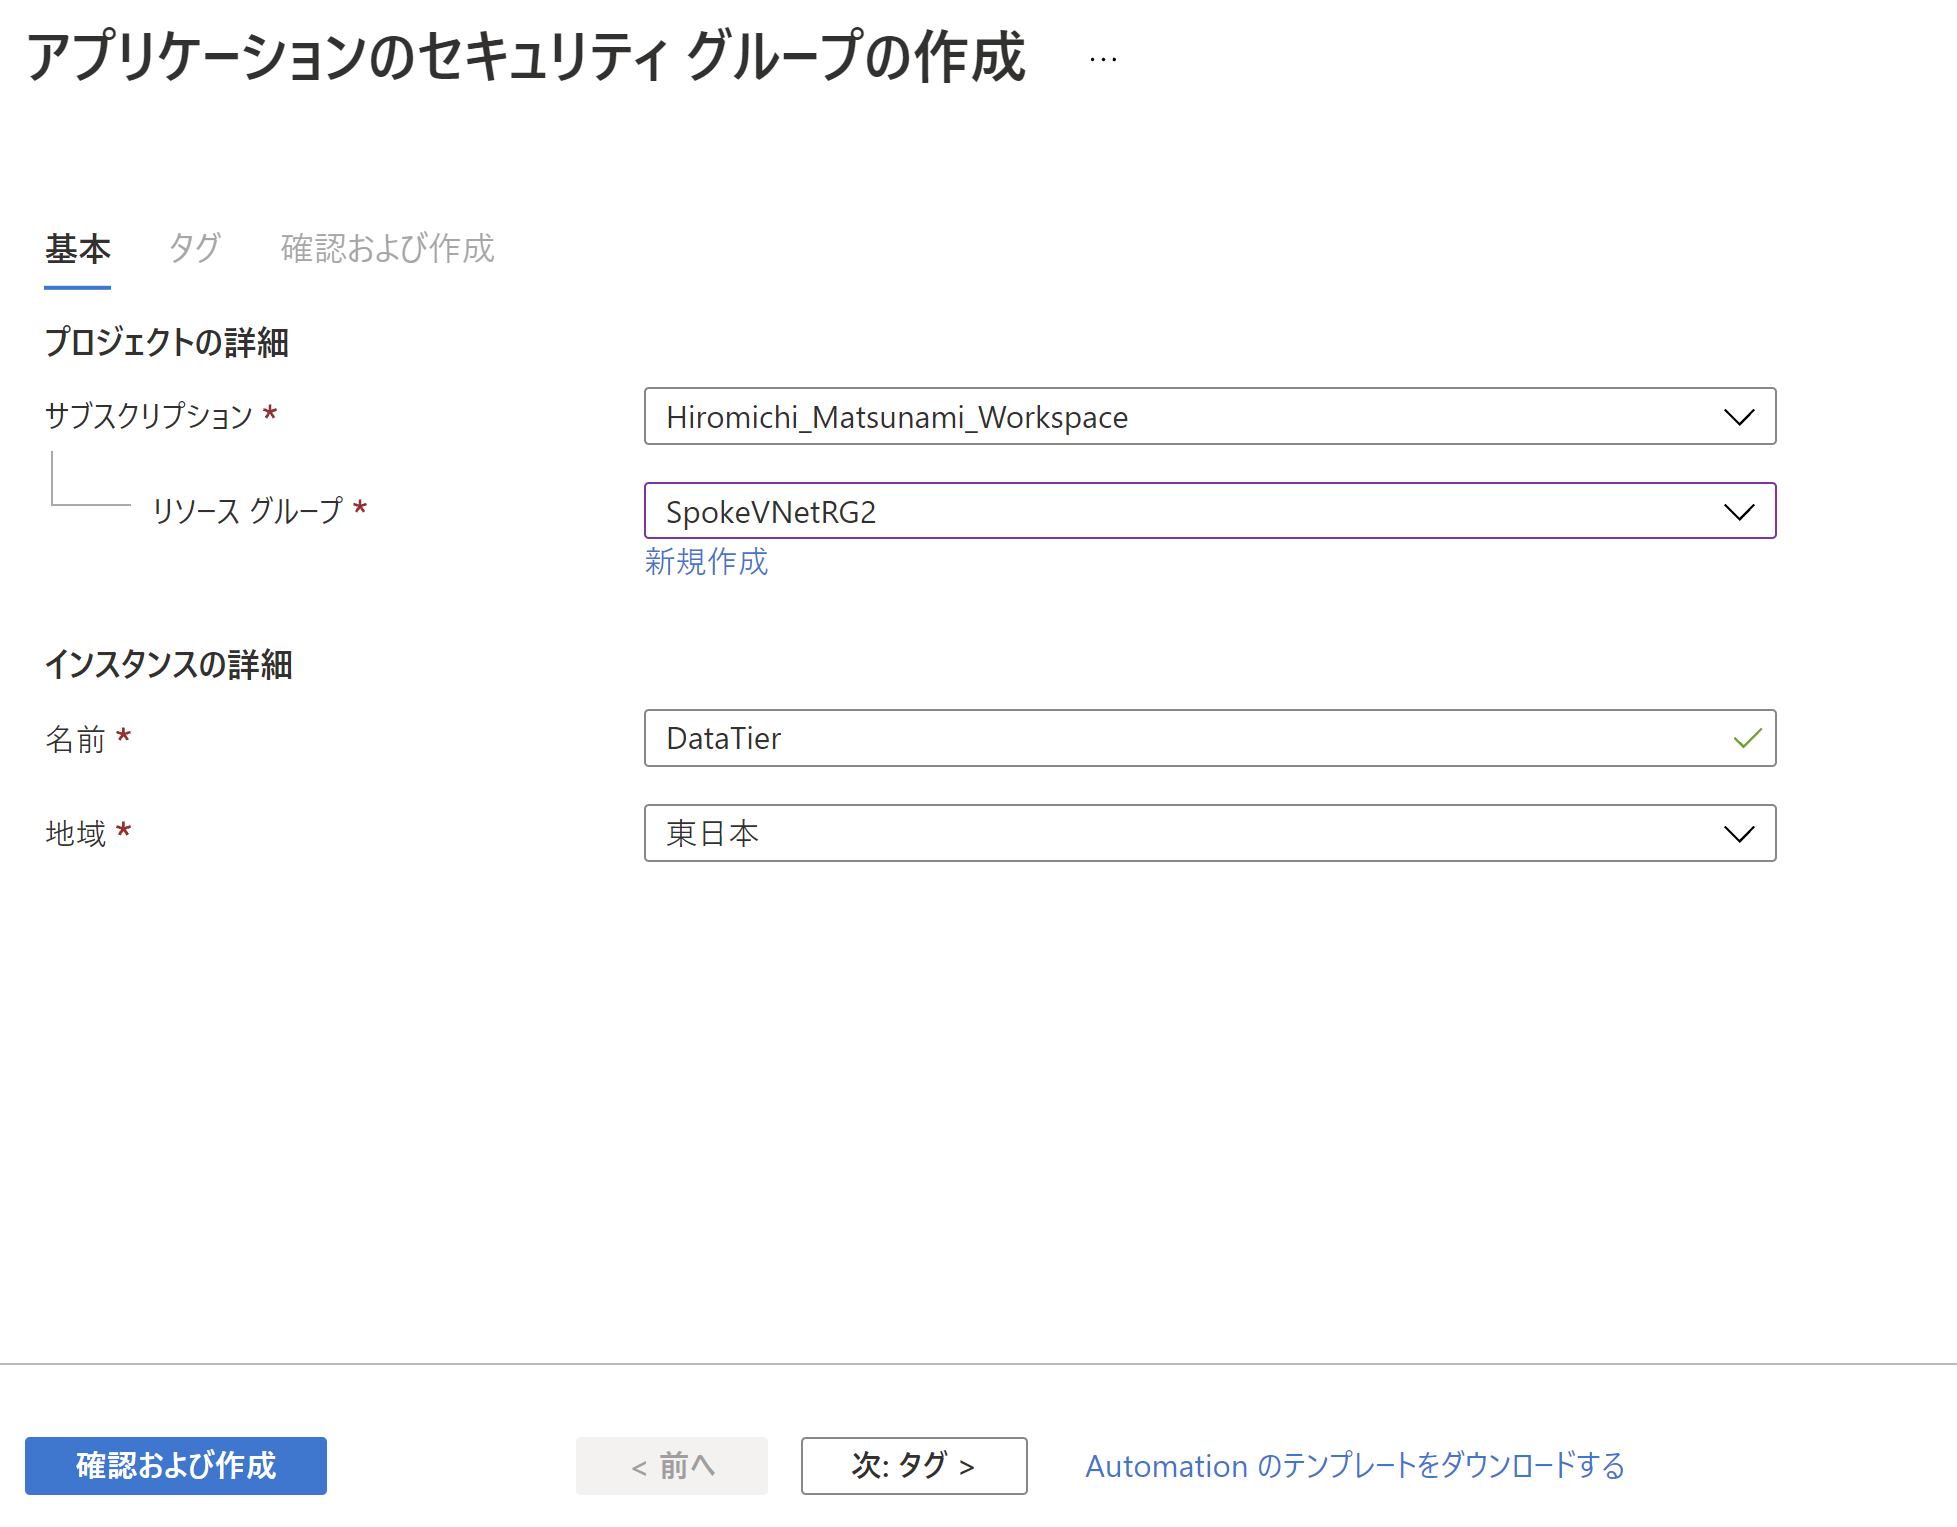 アプリケーションのセキュリティ グループの作成 …
基本 タグ 確認および作成
プロジェクトの詳細
サブスクリプション * Hiromichi_Matsunami_Workspace
リソース グループ * SpokeVNetRG2
新規作成
インスタンスの詳細
名前 * DataTier
地域 * 東日本
確認および作成 < 前へ 次: タグ > Automation のテンプレートをダウンロードする